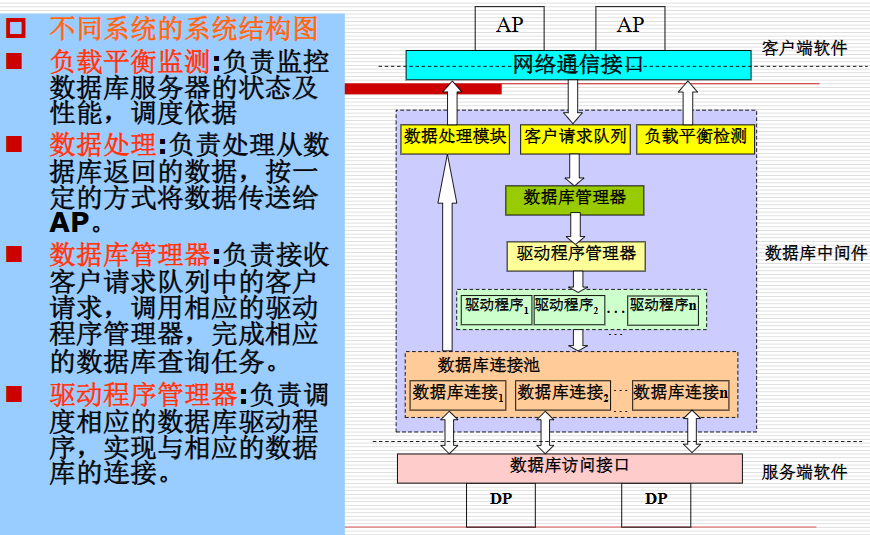 不同系统的系统结构图
负载平衡监测:负责监控
数据库服务器的状态及
性能，调度依据
数据处理:负责处理从数
据库返回的数据，按一
定的方式将数据传送给
AP。
数据库管理器:负责接收
客户请求队列中的客户
请求，调用相应的驱动
程序管理器，完成相应
的数据库查询任务。
驱动程序管理器:负责调
度相应的数据库驱动程
序，实现与相应的数据
库的连接。
AP AP
客户端软件
网络通信接口
数据处理模块 客户请求队列 负载平衡检测
数据库管理器
驱动程序管理器
数据库中间件
驱动程序1 驱动程序2 ... 驱动程序n
...
数据库连接池
数据库连接1 数据库连接2 ... 数据库连接n
...
数据库访问接口
服务端软件
DP DP